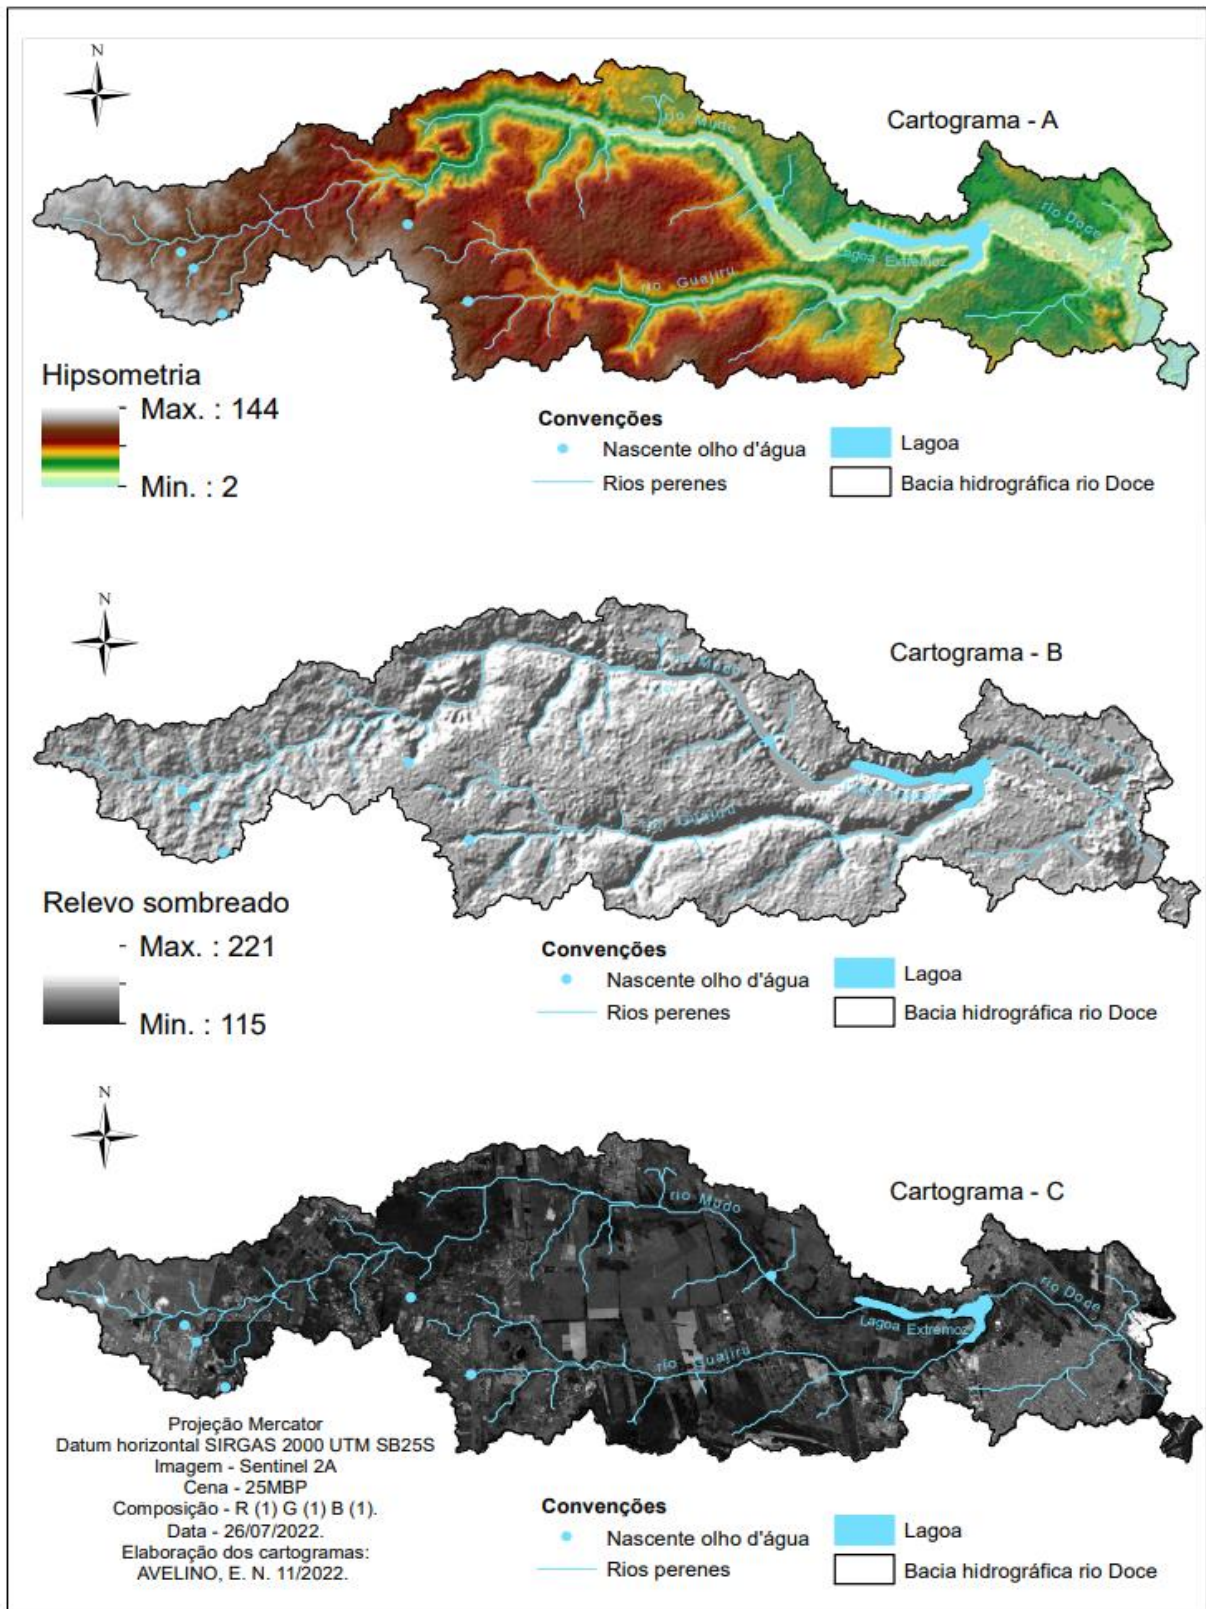 N
Cartograma - A
rio Mudo
rio Doce
Lagoa Extremoz
rio Guajiru
Hipsometria
Max. : 144
Min. : 2
Convenções
Nascente olho d'água
Rios perenes
Lagoa
Bacia hidrográfica rio Doce
N
Cartograma - B
rio Mudo
rio Guajiru
Relevo sombreado
Max. : 221
Min. : 115
Convenções
Nascente olho d'água
Rios perenes
Lagoa
Bacia hidrográfica rio Doce
N
Cartograma - C
rio Mudo
rio Doce
Lagoa Extremoz
rio Guajiru
Projeção Mercator
Datum horizontal SIRGAS 2000 UTM SB25S
Imagem - Sentinel 2A
Cena - 25MBP
Composição - R (1) G (1) B (1).
Data - 26/07/2022.
Elaboração dos cartogramas:
AVELINO, E. N. 11/2022.
Convenções
Nascente olho d'água
Rios perenes
Lagoa
Bacia hidrográfica rio Doce